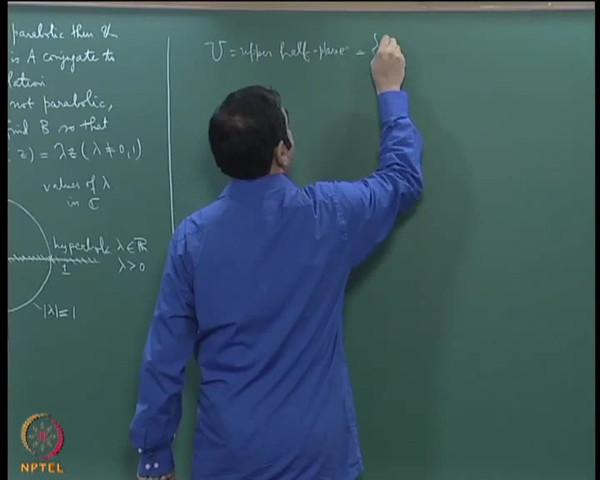 parabolic then
is A conjugate to
lation
not parabolic,
find B so that
z) = λz (λ ≠ 0,1)
values of λ
in ℂ
hyperbolic λ ∈ ℝ
λ > 0
1
|λ| = 1
U = upper half-plane = {
NPTEL